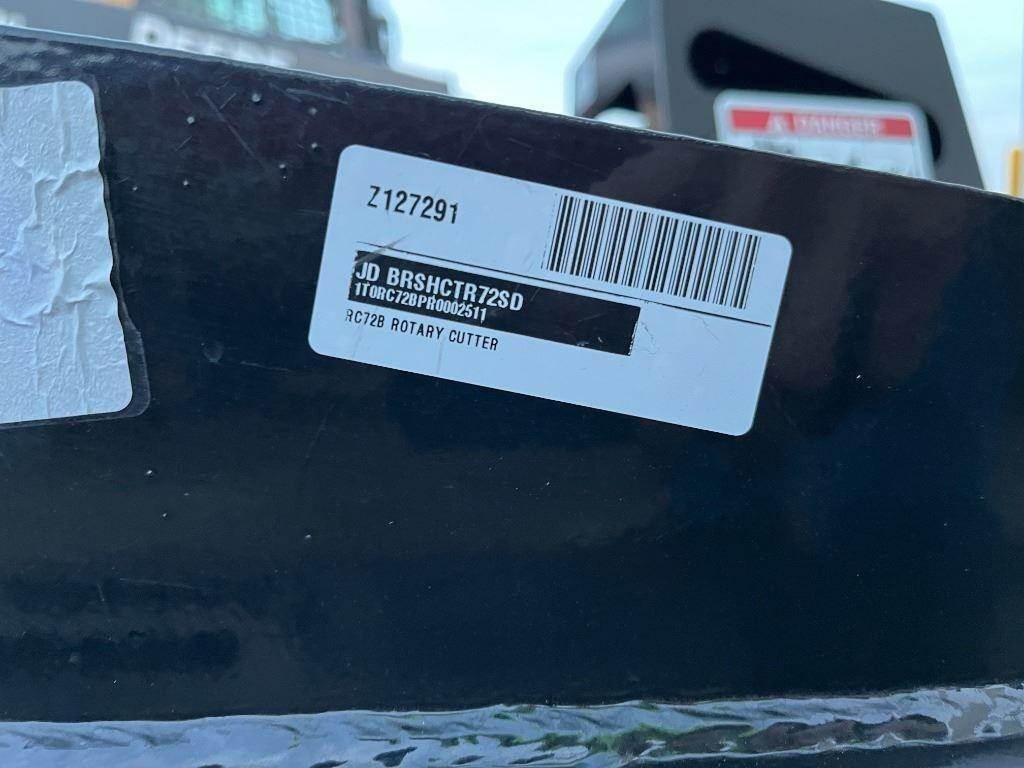 DANGER
Z127291
JD BRSHCTR72SD
1T0RC72BPR0002511
RC72B ROTARY CUTTER